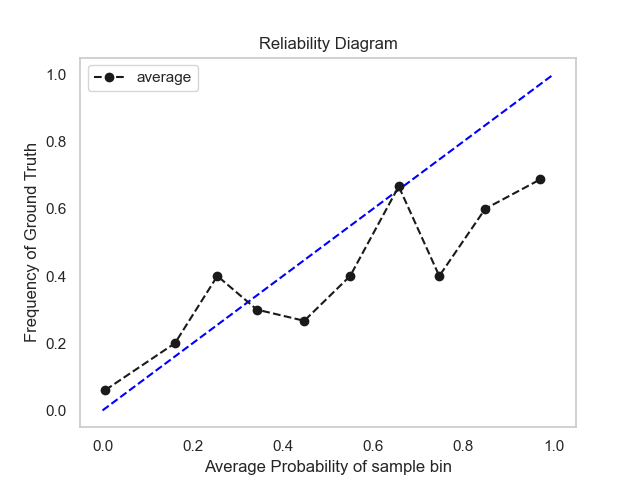 Reliability Diagram
average
1.0
0.8
0.6
0.4
0.2
0.0
Frequency of Ground Truth
0.0 0.2 0.4 0.6 0.8 1.0
Average Probability of sample bin